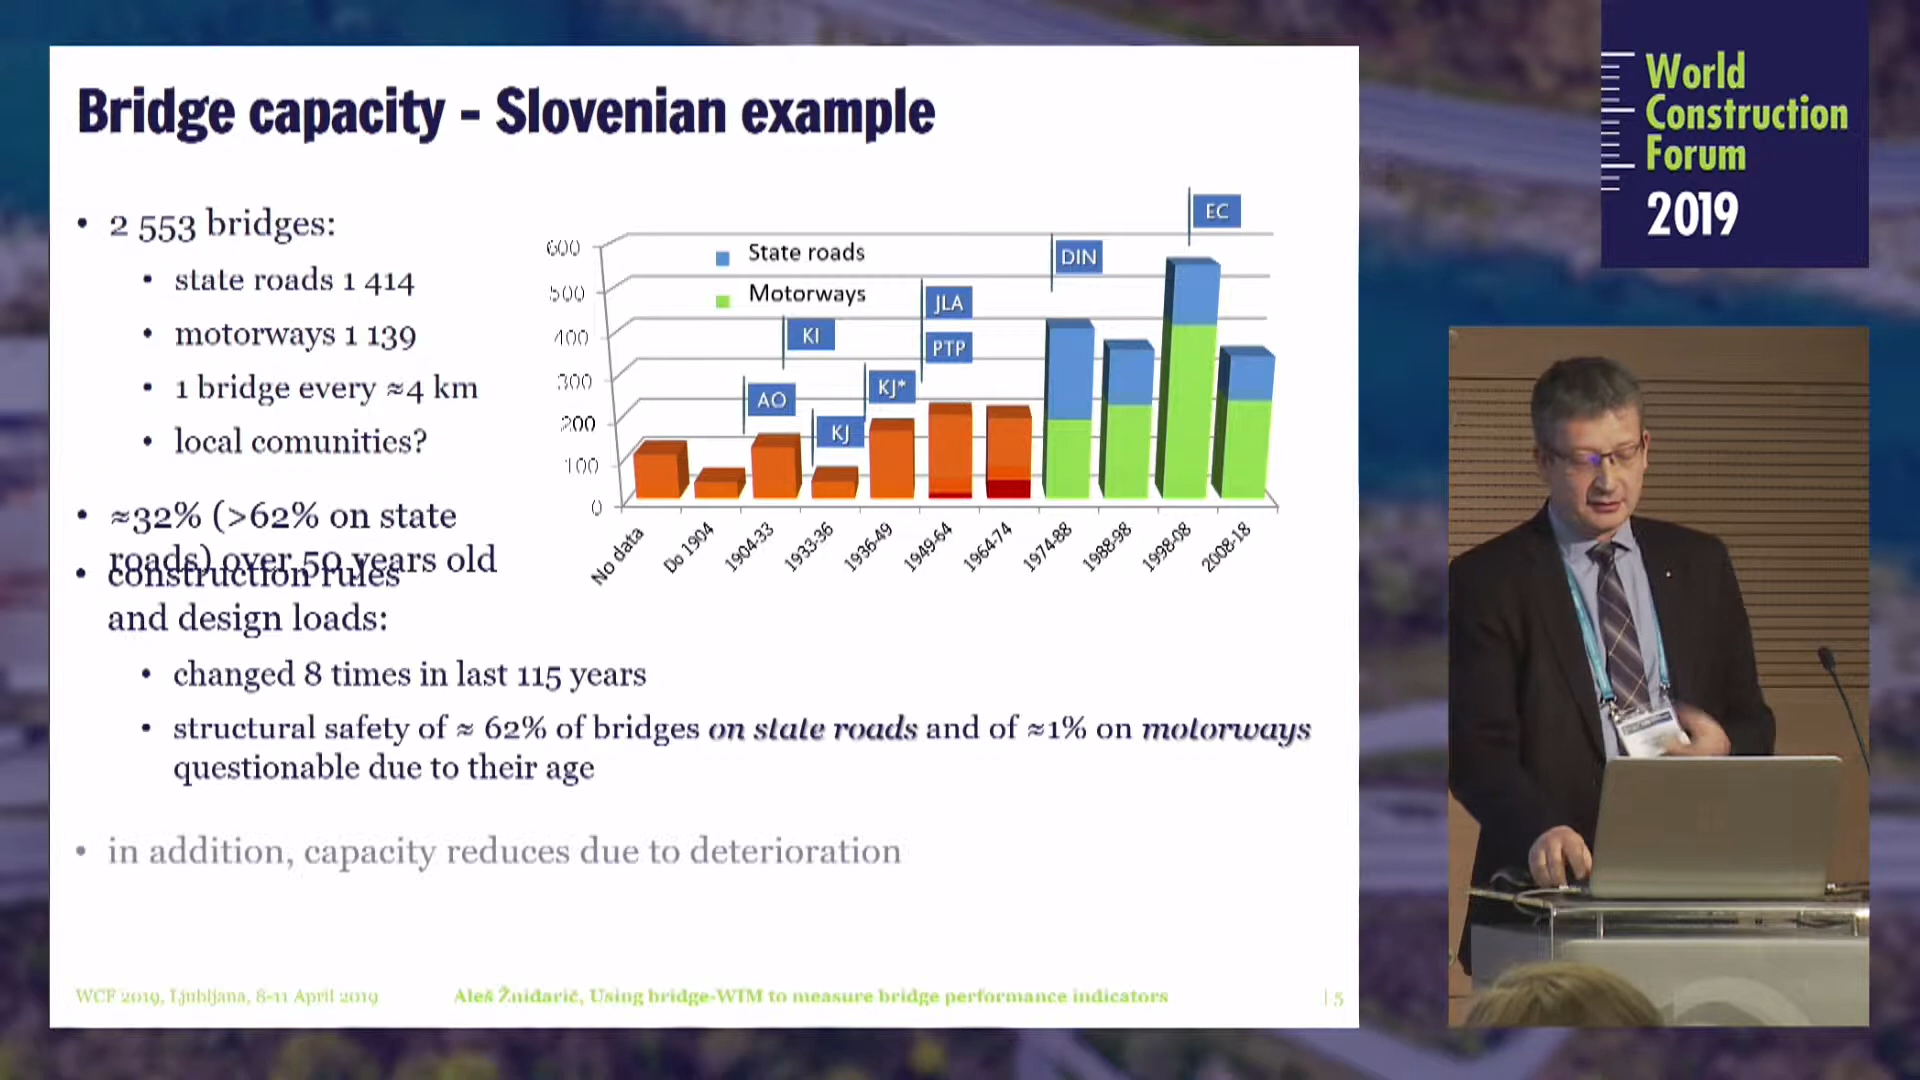 Bridge capacity - Slovenian example
• 2 553 bridges:
• state roads 1 414
• motorways 1 139
• 1 bridge every ≈4 km
• local comunities?
• ≈32% (>62% on state
roads) over 50 years old
• construction rules
and design loads:
• changed 8 times in last 115 years
• structural safety of ≈ 62% of bridges on state roads and of ≈1% on motorways
questionable due to their age
• in addition, capacity reduces due to deterioration
600
500
400
300
200
100
0
State roads
Motorways
AO
KI
KJ
KJ*
JLA
PTP
DIN
EC
No data
Do 1904
1904-33
1933-36
1936-49
1949-64
1964-74
1974-88
1988-98
1998-08
2008-18
WCF 2019, Ljubljana, 8-11 April 2019
Aleš Žnidarič, Using bridge-WIM to measure bridge performance indicators
| 5
World
Construction
Forum
2019